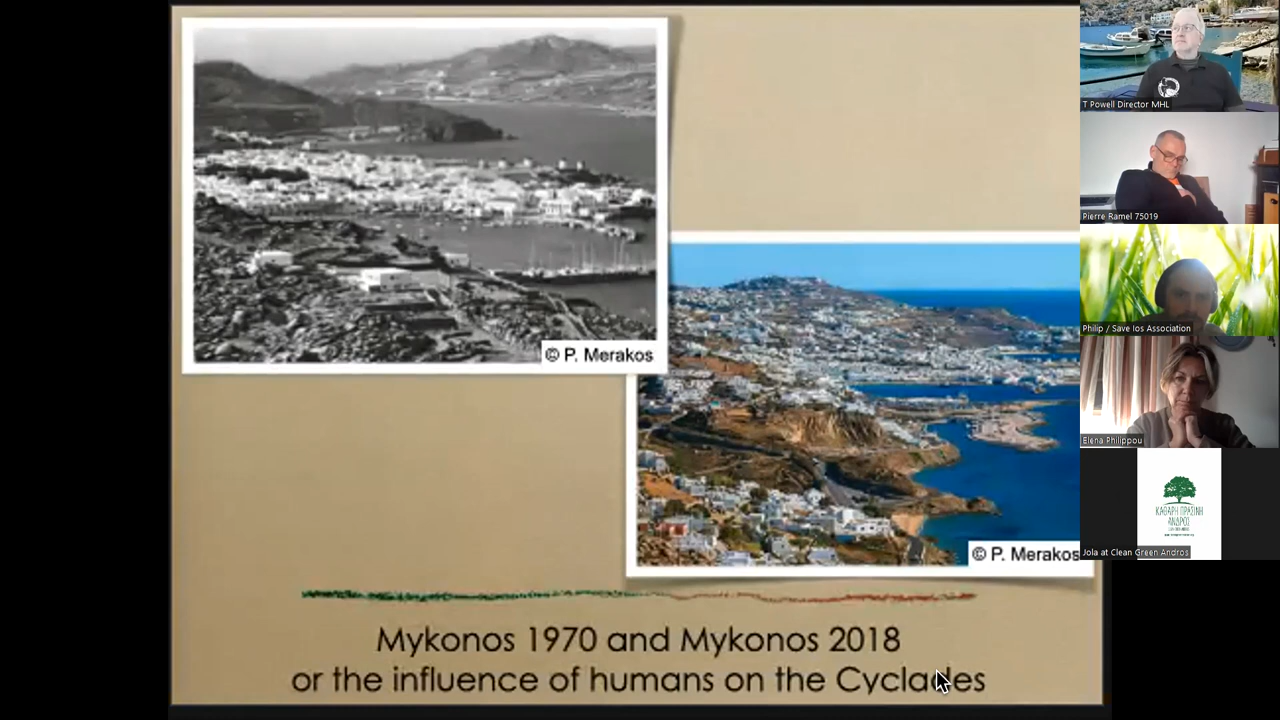 © P. Merakos
© P. Merakos
Mykonos 1970 and Mykonos 2018
or the influence of humans on the Cyclades
T Powell Director MHL
Pierre Ramel 75019
Philip / Save Ios Association
Elena Philippou
ΚΑΘΑΡΗ ΠΡΑΣΙΝΗ
ΑΝΔΡΟΣ
Jola at Clean Green Andros